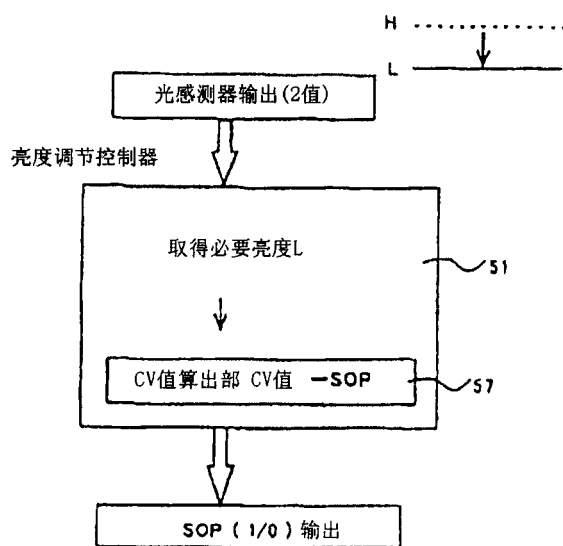 H
L
光感测器输出(2值)
亮度调节控制器
取得必要亮度L
51
CV值算出部 CV值 —SOP
57
SOP(1/0)输出